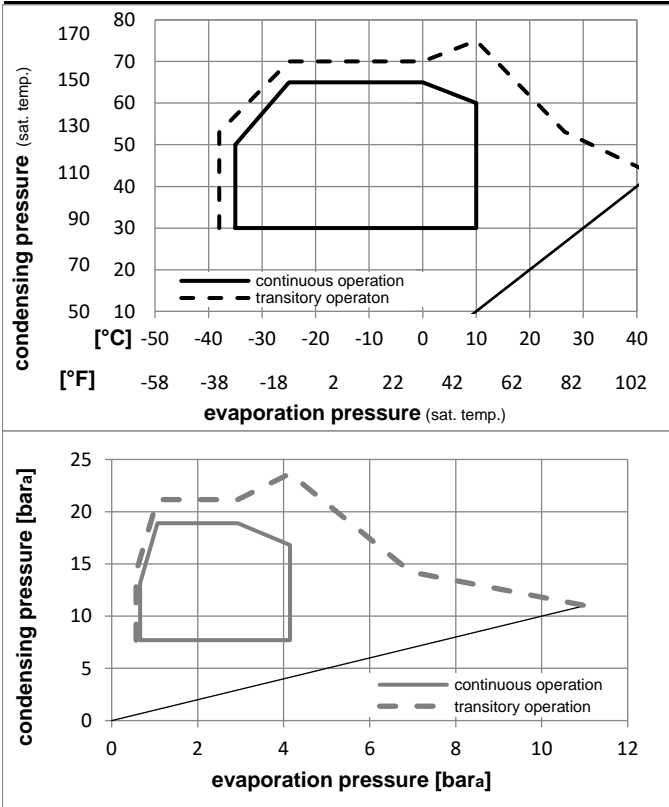 condensing pressure (sat. temp.)
170 80
70
150 60
130 50
110 40
90 30
70 20
50 10
continuous operation
transitory operaton
[°C] -50 -40 -30 -20 -10 0 10 20 30 40
[°F] -58 -38 -18 2 22 42 62 82 102
evaporation pressure (sat. temp.)
condensing pressure [bara]
25
20
15
10
5
0
continuous operation
transitory operation
0 2 4 6 8 10 12
evaporation pressure [bara]